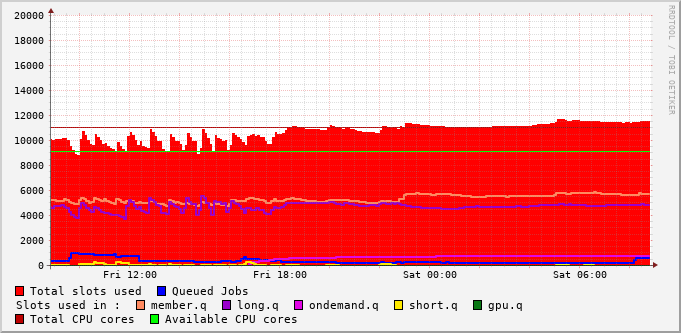 20000
18000
16000
14000
12000
10000
8000
6000
4000
2000
0
Fri 12:00 Fri 18:00 Sat 00:00 Sat 06:00
Total slots used Queued Jobs
Slots used in : member.q long.q ondemand.q short.q gpu.q
Total CPU cores Available CPU cores
RRDTOOL / TOBI OETIKER